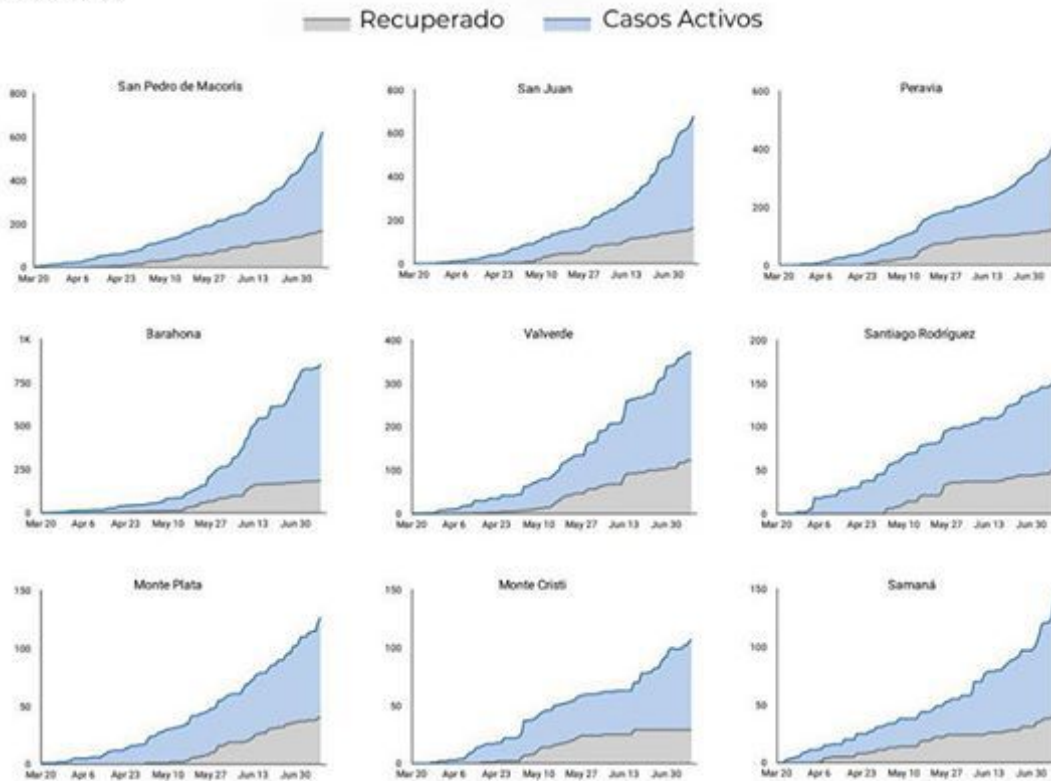 Recuperado Casos Activos
San Pedro de Macorís San Juan Peravia
800 800 600
600 600 400
400 400 200
200 200
0 0 0
Mar 20 Apr 6 Apr 23 May 10 May 27 Jun 13 Jun 30 Mar 20 Apr 6 Apr 23 May 10 May 27 Jun 13 Jun 30 Mar 20 Apr 6 Apr 23 May 10 May 27 Jun 13 Jun 30
Barahona Valverde Santiago Rodríguez
1K 400 200
750 300 150
500 200 100
250 100 50
0 0 0
Mar 20 Apr 6 Apr 23 May 10 May 27 Jun 13 Jun 30 Mar 20 Apr 6 Apr 23 May 10 May 27 Jun 13 Jun 30 Mar 20 Apr 6 Apr 23 May 10 May 27 Jun 13 Jun 30
Monte Plata Monte Cristi Samaná
150 150 150
100 100 100
50 50 50
0 0 0
Mar 20 Apr 6 Apr 23 May 10 May 27 Jun 13 Jun 30 Mar 20 Apr 6 Apr 23 May 10 May 27 Jun 13 Jun 30 Mar 20 Apr 6 Apr 23 May 10 May 27 Jun 13 Jun 30